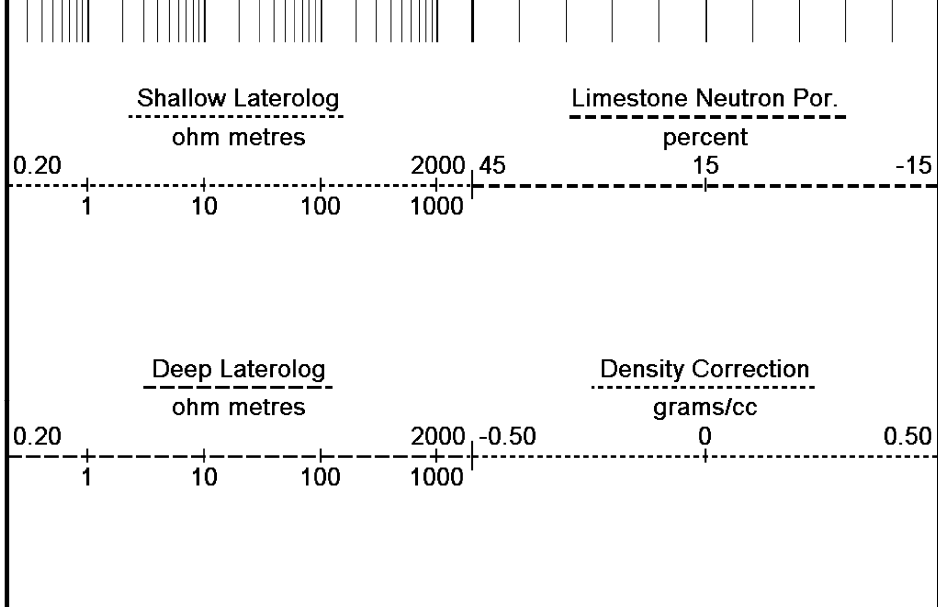 Shallow Laterolog
ohm metres
0.20 2000
1 10 100 1000
Limestone Neutron Por.
percent
45 15 -15
Deep Laterolog
ohm metres
0.20 2000
1 10 100 1000
Density Correction
grams/cc
-0.50 0 0.50